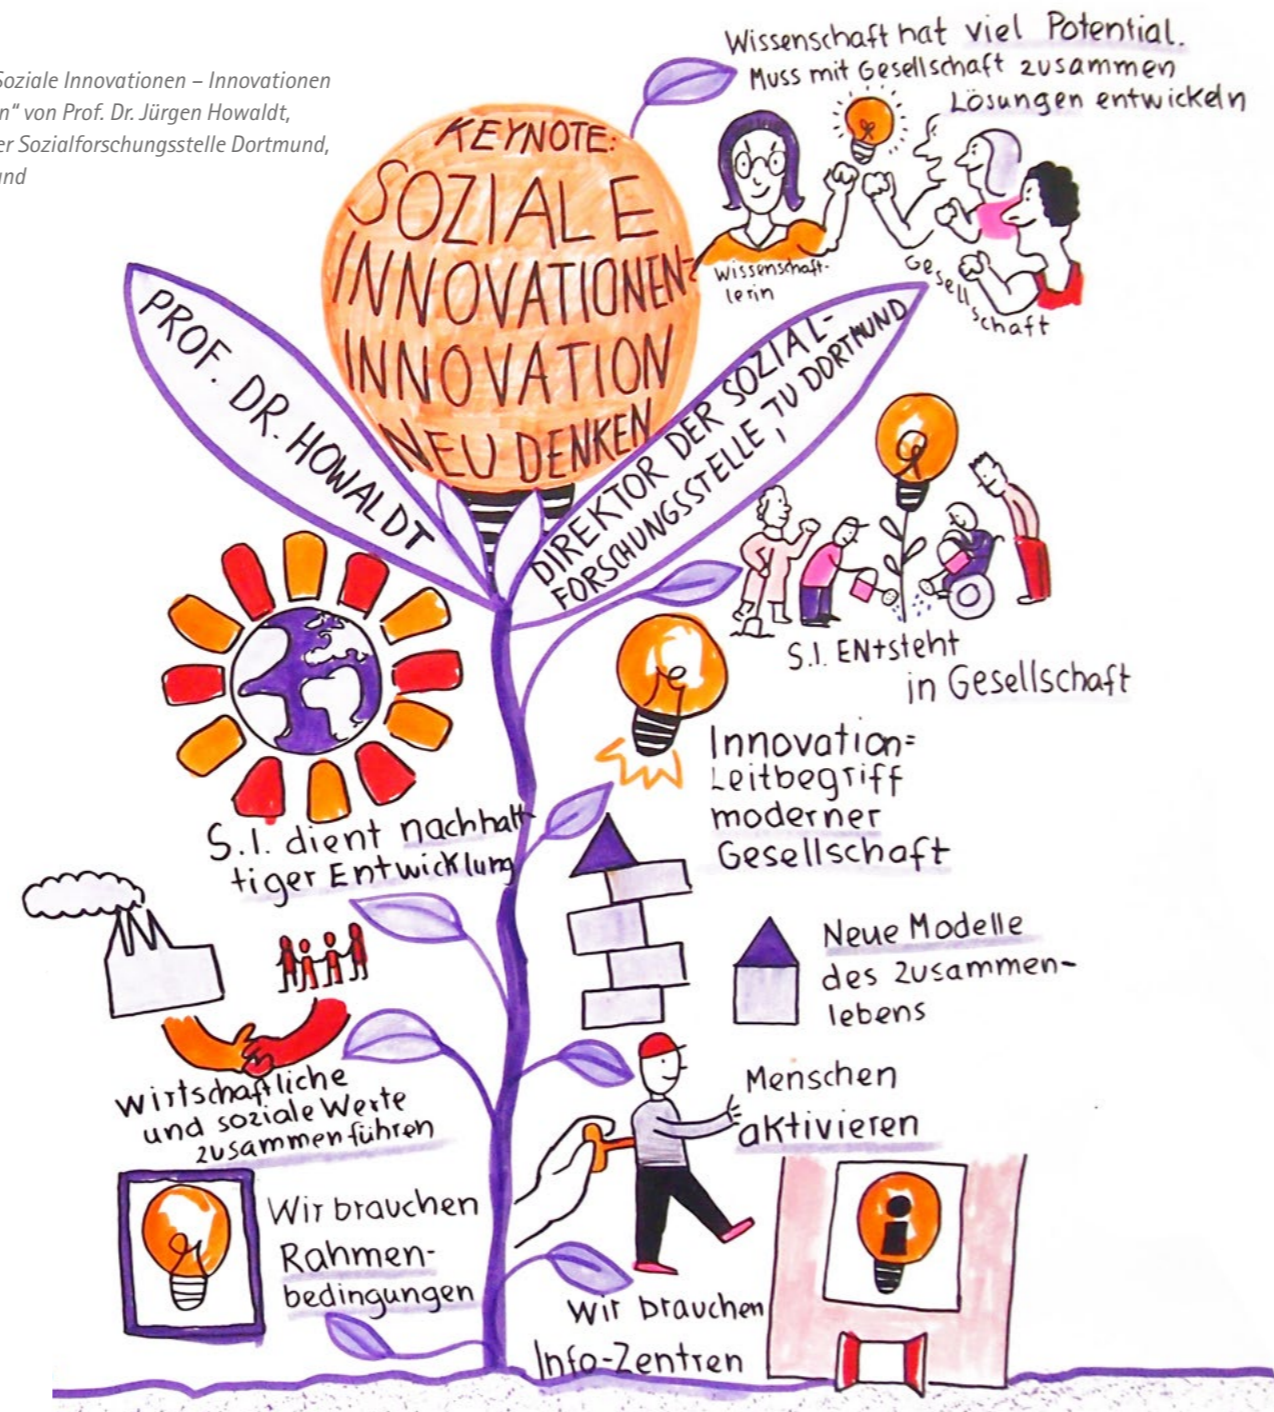 Soziale Innovationen – Innovationen
n“ von Prof. Dr. Jürgen Howaldt,
er Sozialforschungsstelle Dortmund,
und
Wissenschaft hat viel Potential.
Muss mit Gesellschaft zusammen
Lösungen entwickeln
Wissenschaft-
lerin
Gesellschaft
KEYNOTE:
SOZIALE
INNOVATIONEN:
INNOVATION
NEU DENKEN
PROF. DR. HOWALDT
DIREKTOR DER SOZIAL-
FORSCHUNGSSTELLE, TU DORTMUND
S.I. ENtsteht
in Gesellschaft
Innovation=
Leitbegriff
moderner
Gesellschaft
S.I. dient nachhal-
tiger Entwicklung
Neue Modelle
des Zusammen-
lebens
wirtschaftliche
und soziale Werte
zusammenführen
Menschen
aktivieren
Wir brauchen
Rahmen-
bedingungen
Wir brauchen
Info-Zentren
i